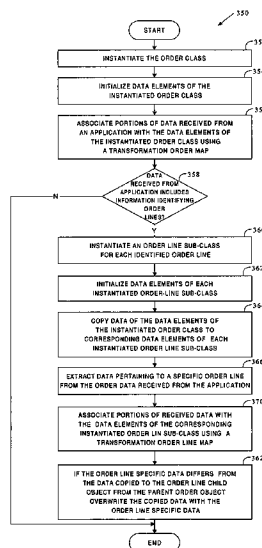 350
START
INSTANTIATE THE ORDER CLASS
INITIALIZE DATA ELEMENTS OF THE
INSTANTIATED ORDER CLASS
ASSOCIATE PORTIONS OF DATA RECEIVED FROM
AN APPLICATION WITH THE DATA ELEMENTS OF
THE INSTANTIATED ORDER CLASS USING
A TRANSFORMATION ORDER MAP
358
DATA
RECEIVED FROM
APPLICATION INCLUDES
INFORMATION IDENTIFYING
ORDER
LINES?
N
Y
INSTANTIATE AN ORDER LINE SUB-CLASS
FOR EACH IDENTIFIED ORDER LINE
INITIALIZE DATA ELEMENTS OF EACH
INSTANTIATED ORDER-LINE SUB-CLASS
COPY DATA OF THE DATA ELEMENTS OF
THE INSTANTIATED ORDER CLASS TO
CORRESPONDING DATA ELEMENTS OF EACH
INSTANTIATED ORDER LINE SUB-CLASS
EXTRACT DATA PERTAINING TO A SPECIFIC ORDER LINE
FROM THE ORDER DATA RECEIVED FROM THE APPLICATION
370
ASSOCIATE PORTIONS OF RECEIVED DATA WITH
THE DATA ELEMENTS OF THE CORRESPONDING
INSTANTIATED ORDER LIN SUB-CLASS USING A
TRANSFORMATION ORDER LINE MAP
IF THE ORDER LINE SPECIFIC DATA DIFFERS FROM
THE DATA COPIED TO THE ORDER LINE CHILD
OBJECT FROM THE PARENT ORDER OBJECT
OVERWRITE THE COPIED DATA WITH THE
ORDER LINE SPECIFIC DATA
END